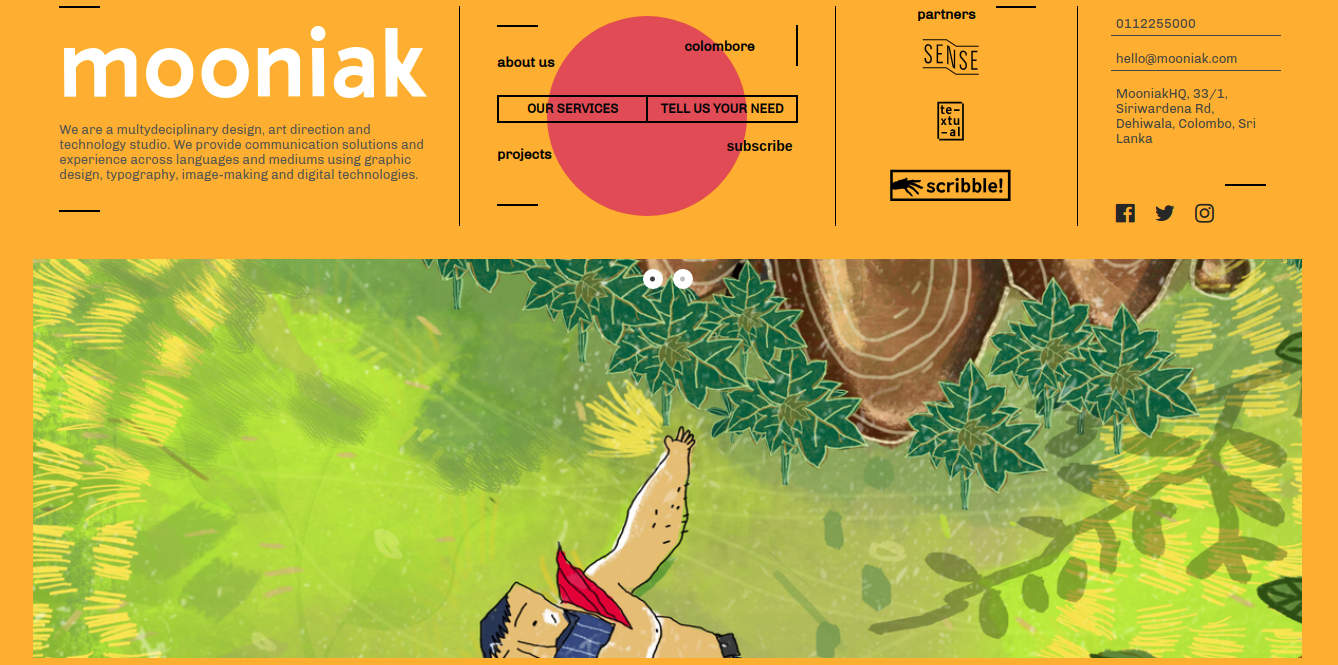 mooniak
We are a multydeciplinary design, art direction and
technology studio. We provide communication solutions and
experience across languages and mediums using graphic
design, typography, image-making and digital technologies.
colombore
about us
OUR SERVICES
TELL US YOUR NEED
subscribe
projects
partners
SENSE
te-
xtu
-al
scribble!
0112255000
hello@mooniak.com
MooniakHQ, 33/1,
Siriwardena Rd,
Dehiwala, Colombo, Sri
Lanka